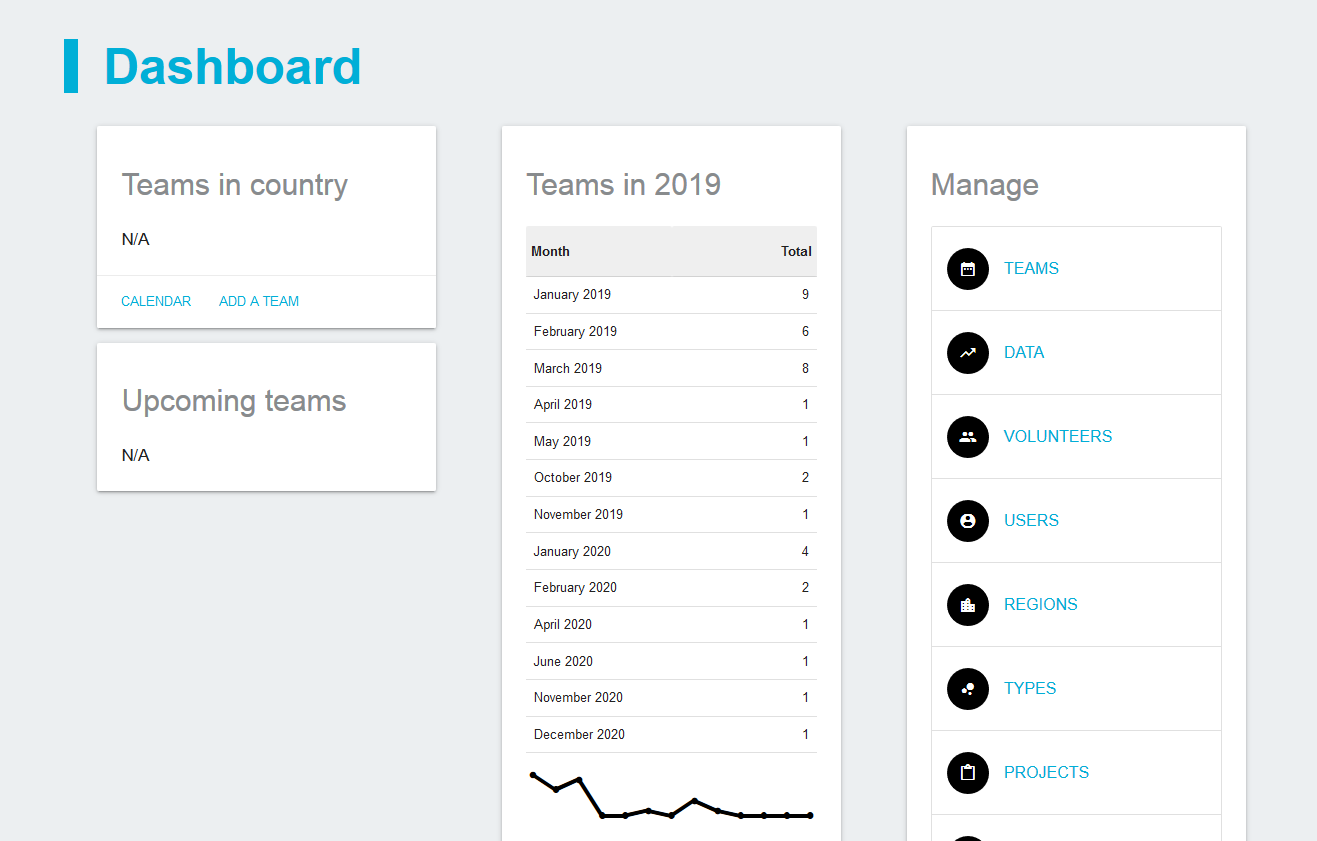 Dashboard
Teams in country
N/A
CALENDAR ADD A TEAM
Upcoming teams
N/A
Teams in 2019
Month Total
January 2019 9
February 2019 6
March 2019 8
April 2019 1
May 2019 1
October 2019 2
November 2019 1
January 2020 4
February 2020 2
April 2020 1
June 2020 1
November 2020 1
December 2020 1
Manage
TEAMS
DATA
VOLUNTEERS
USERS
REGIONS
TYPES
PROJECTS